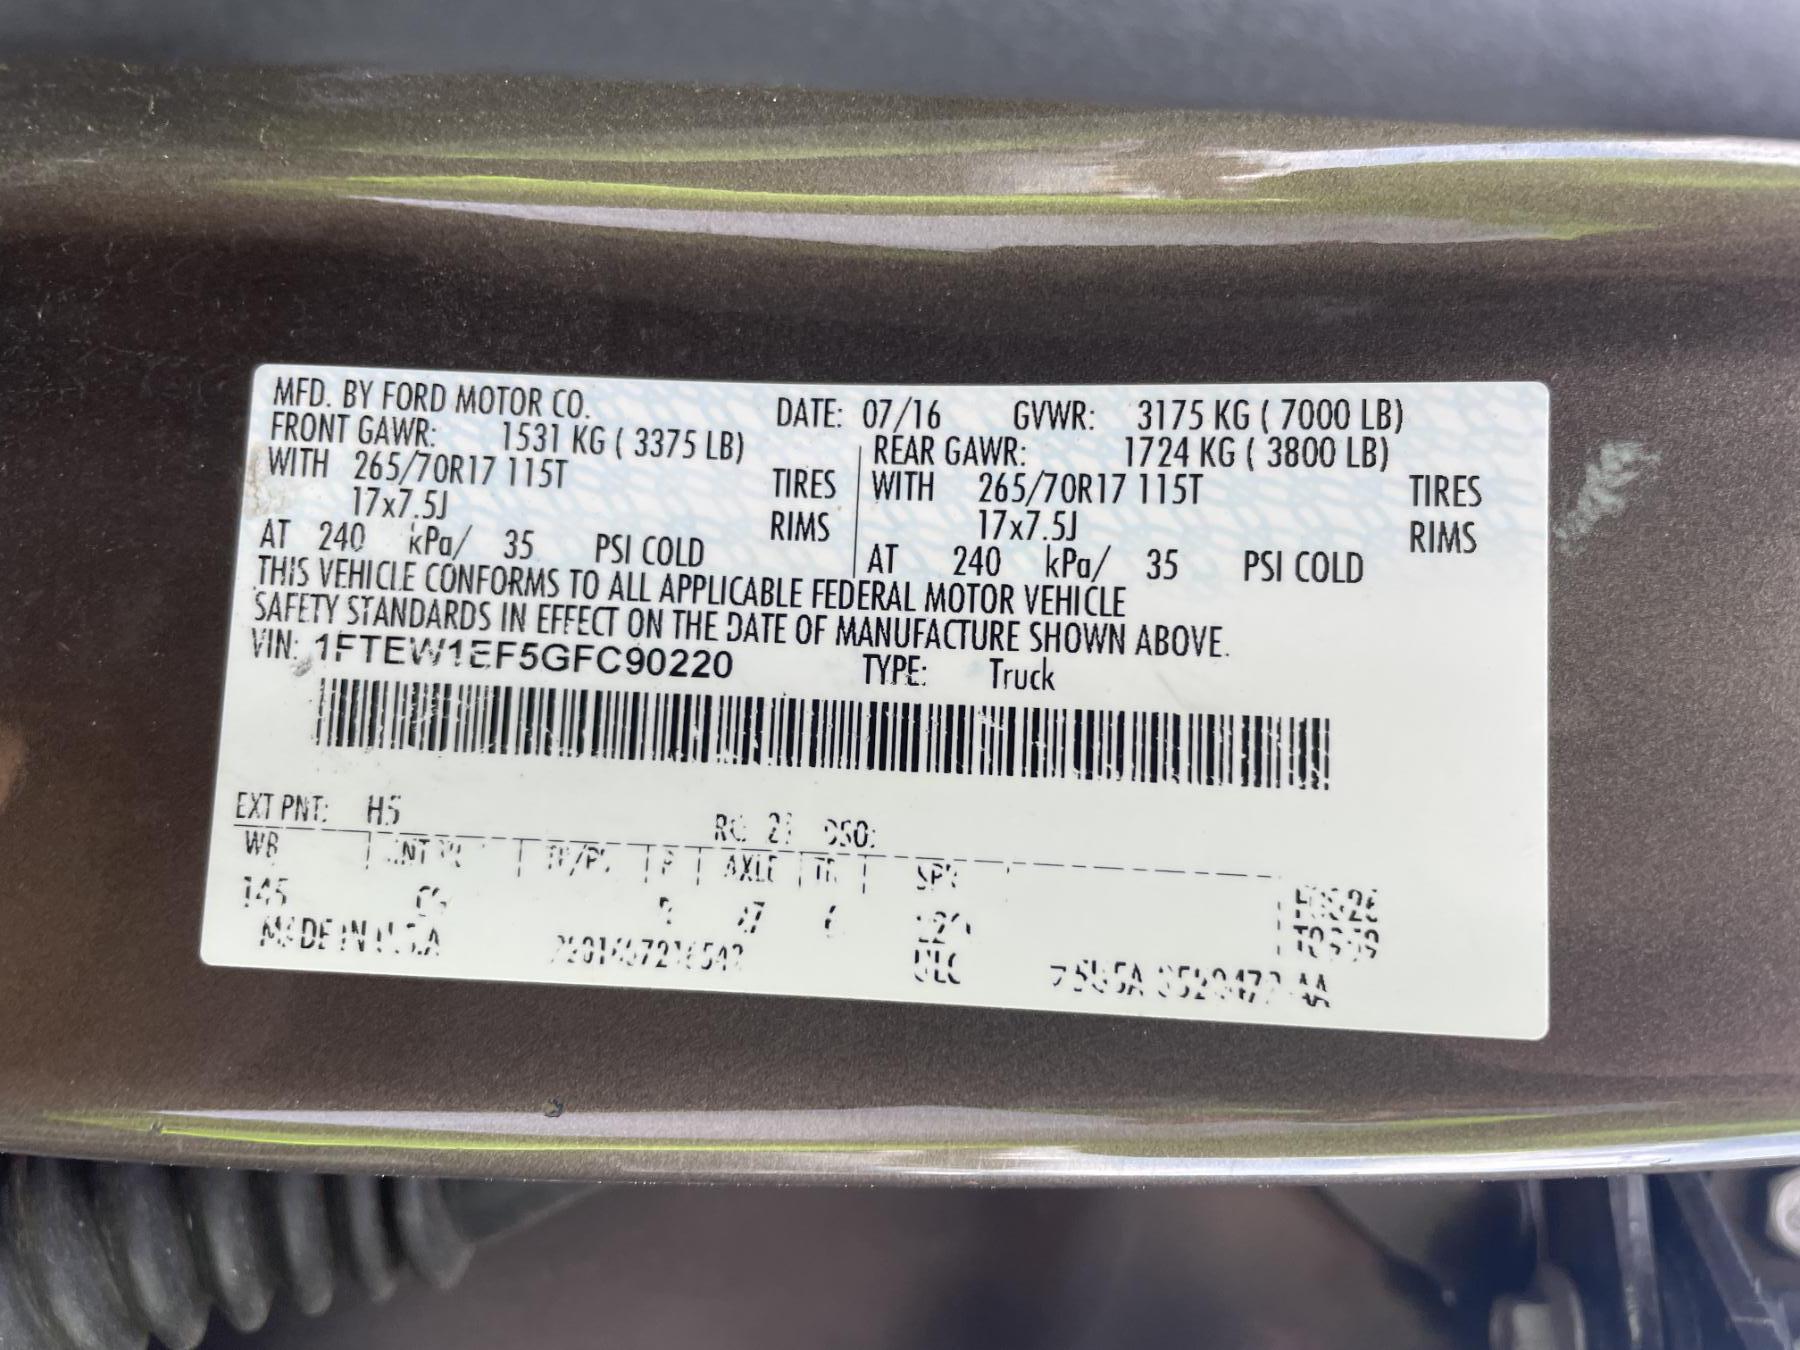 MFD. BY FORD MOTOR CO. DATE: 07/16 GVWR: 3175 KG ( 7000 LB)
FRONT GAWR: 1531 KG ( 3375 LB) REAR GAWR: 1724 KG ( 3800 LB)
WITH 265/70R17 115T TIRES WITH 265/70R17 115T TIRES
17x7.5J RIMS 17x7.5J RIMS
AT 240 kPa/ 35 PSI COLD AT 240 kPa/ 35 PSI COLD
THIS VEHICLE CONFORMS TO ALL APPLICABLE FEDERAL MOTOR VEHICLE
SAFETY STANDARDS IN EFFECT ON THE DATE OF MANUFACTURE SHOWN ABOVE.
VIN: 1FTEW1EF5GFC90220 TYPE: Truck
EXT PNT: H5 DSO:
WB AXLE
145
MADE IN U.S.A